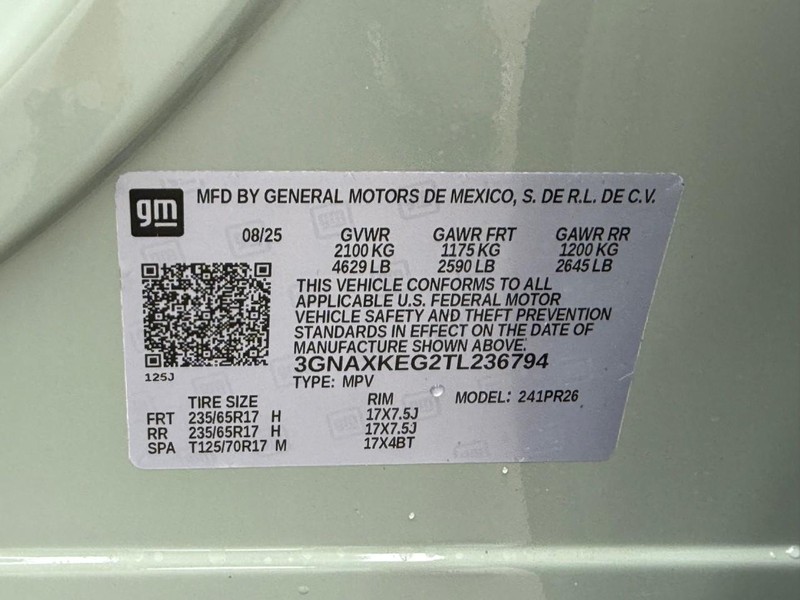 gm MFD BY GENERAL MOTORS DE MEXICO, S. DE R.L. DE C.V.
08/25 GVWR GAWR FRT GAWR RR
2100 KG 1175 KG 1200 KG
4629 LB 2590 LB 2645 LB
THIS VEHICLE CONFORMS TO ALL
APPLICABLE U.S. FEDERAL MOTOR
VEHICLE SAFETY AND THEFT PREVENTION
STANDARDS IN EFFECT ON THE DATE OF
MANUFACTURE SHOWN ABOVE.
3GNAXKEG2TL236794
125J
TYPE: MPV
TIRE SIZE RIM MODEL: 241PR26
FRT 235/65R17 H 17X7.5J
RR 235/65R17 H 17X7.5J
SPA T125/70R17 M 17X4BT